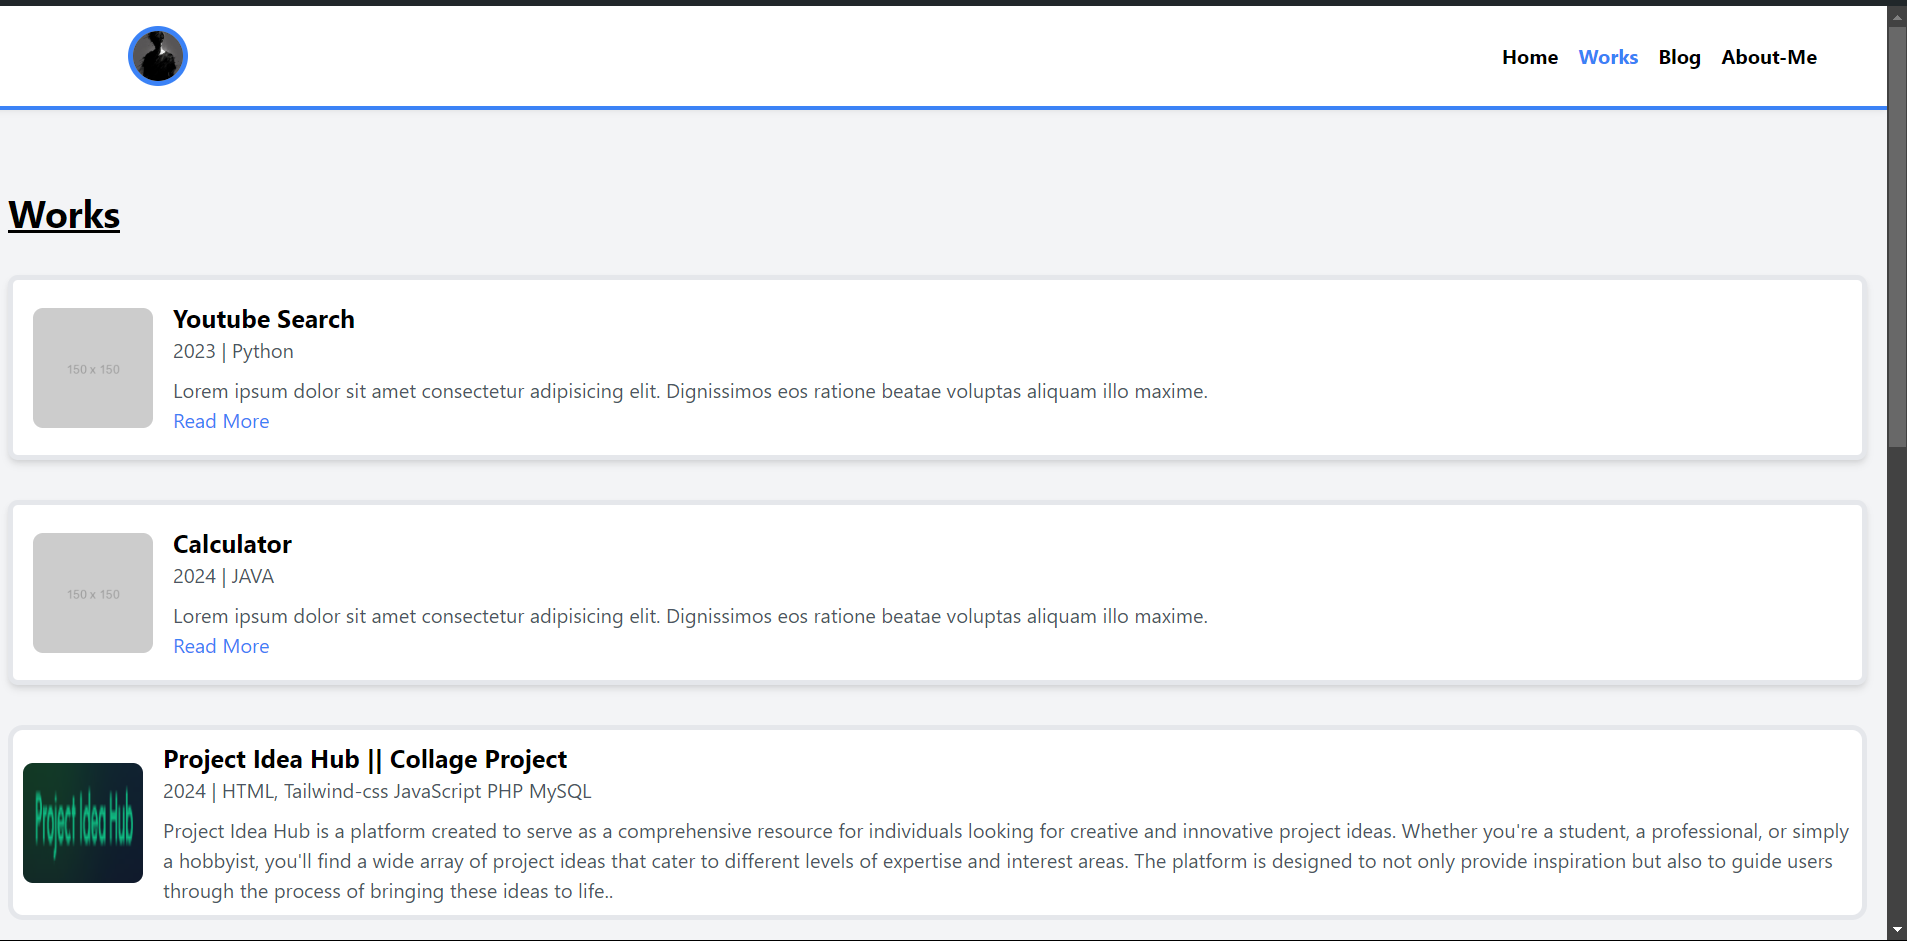 Home Works Blog About-Me
Works
150 x 150
Youtube Search
2023 | Python
Lorem ipsum dolor sit amet consectetur adipisicing elit. Dignissimos eos ratione beatae voluptas aliquam illo maxime.
Read More
150 x 150
Calculator
2024 | JAVA
Lorem ipsum dolor sit amet consectetur adipisicing elit. Dignissimos eos ratione beatae voluptas aliquam illo maxime.
Read More
Project Idea Hub
Project Idea Hub || Collage Project
2024 | HTML, Tailwind-css JavaScript PHP MySQL
Project Idea Hub is a platform created to serve as a comprehensive resource for individuals looking for creative and innovative project ideas. Whether you're a student, a professional, or simply
a hobbyist, you'll find a wide array of project ideas that cater to different levels of expertise and interest areas. The platform is designed to not only provide inspiration but also to guide users
through the process of bringing these ideas to life..